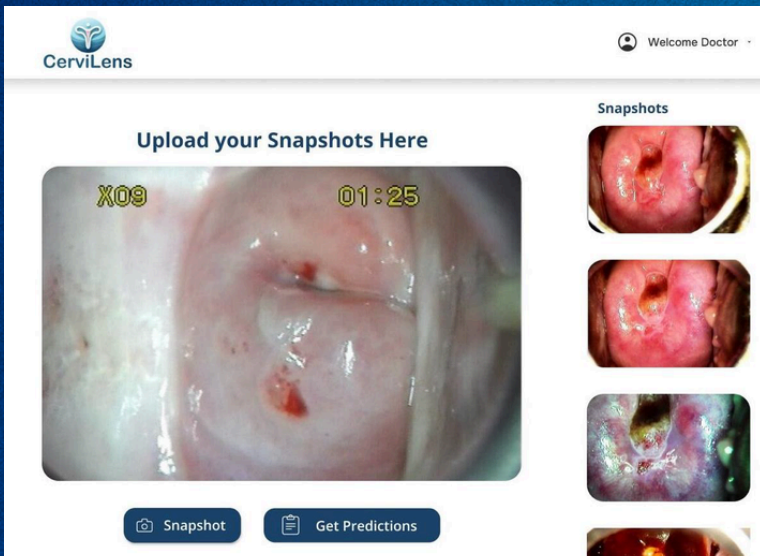 CerviLens
Welcome Doctor
Snapshots
Upload your Snapshots Here
X09 01:25
Snapshot
Get Predictions